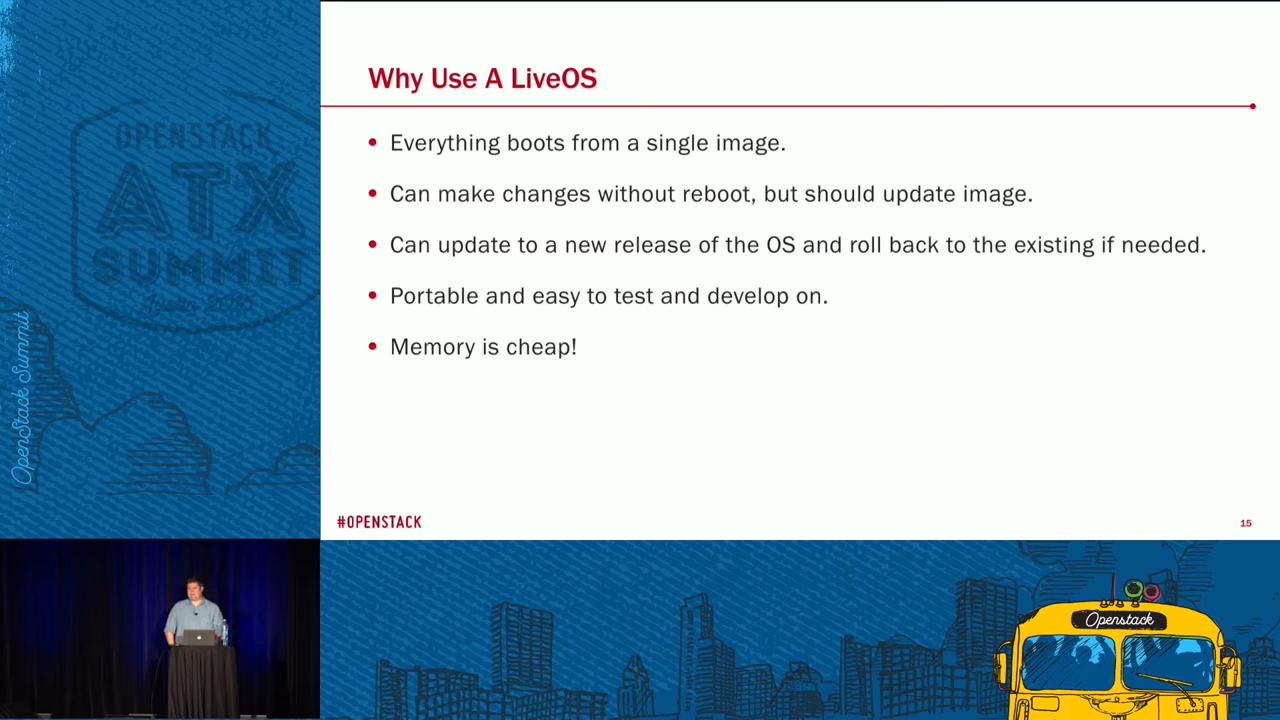 Why Use A LiveOS
• Everything boots from a single image.
• Can make changes without reboot, but should update image.
• Can update to a new release of the OS and roll back to the existing if needed.
• Portable and easy to test and develop on.
• Memory is cheap!
#OPENSTACK
15
OPENSTACK
ATX
SUMMIT
OpenStack Summit
Openstack